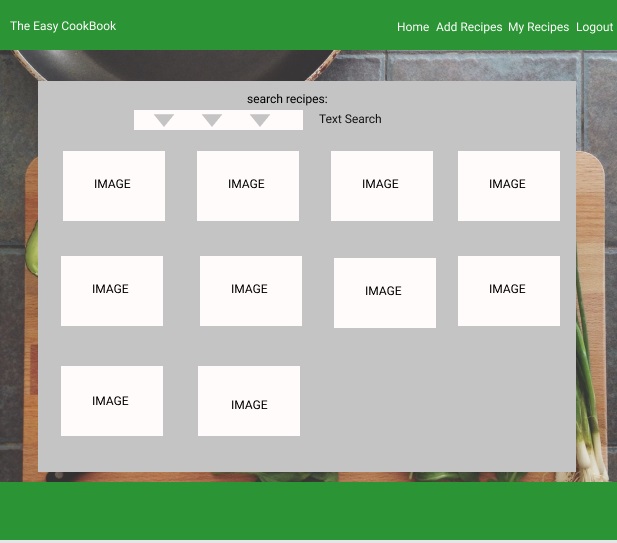 The Easy CookBook
Home Add Recipes My Recipes Logout
search recipes:
Text Search
IMAGE IMAGE IMAGE IMAGE
IMAGE IMAGE IMAGE IMAGE
IMAGE IMAGE